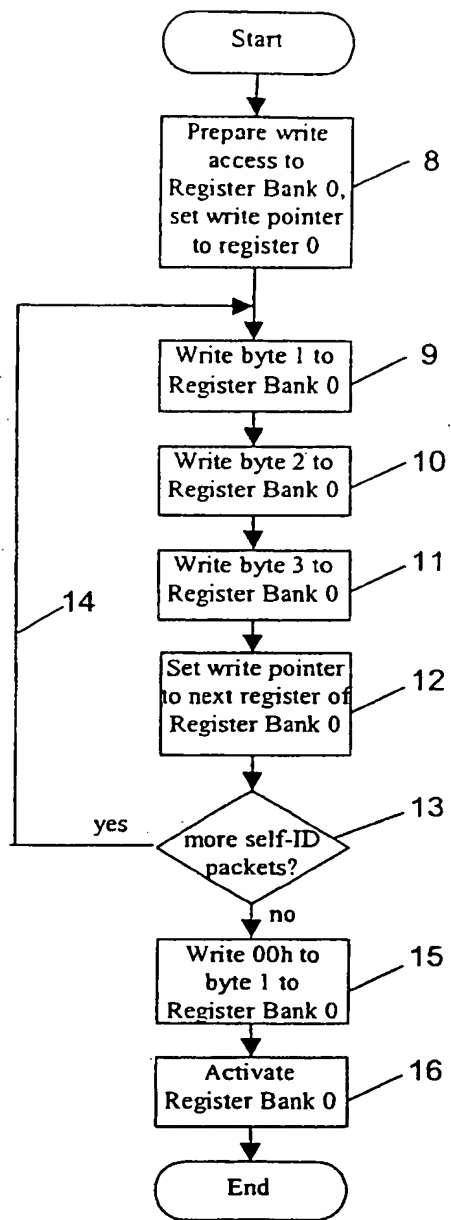 Start
Prepare write
access to
Register Bank 0,
set write pointer
to register 0
8
Write byte 1 to
Register Bank 0
9
Write byte 2 to
Register Bank 0
10
Write byte 3 to
Register Bank 0
11
14
Set write pointer
to next register of
Register Bank 0
12
yes
more self-ID
packets?
13
no
Write 00h to
byte 1 to
Register Bank 0
15
Activate
Register Bank 0
16
End